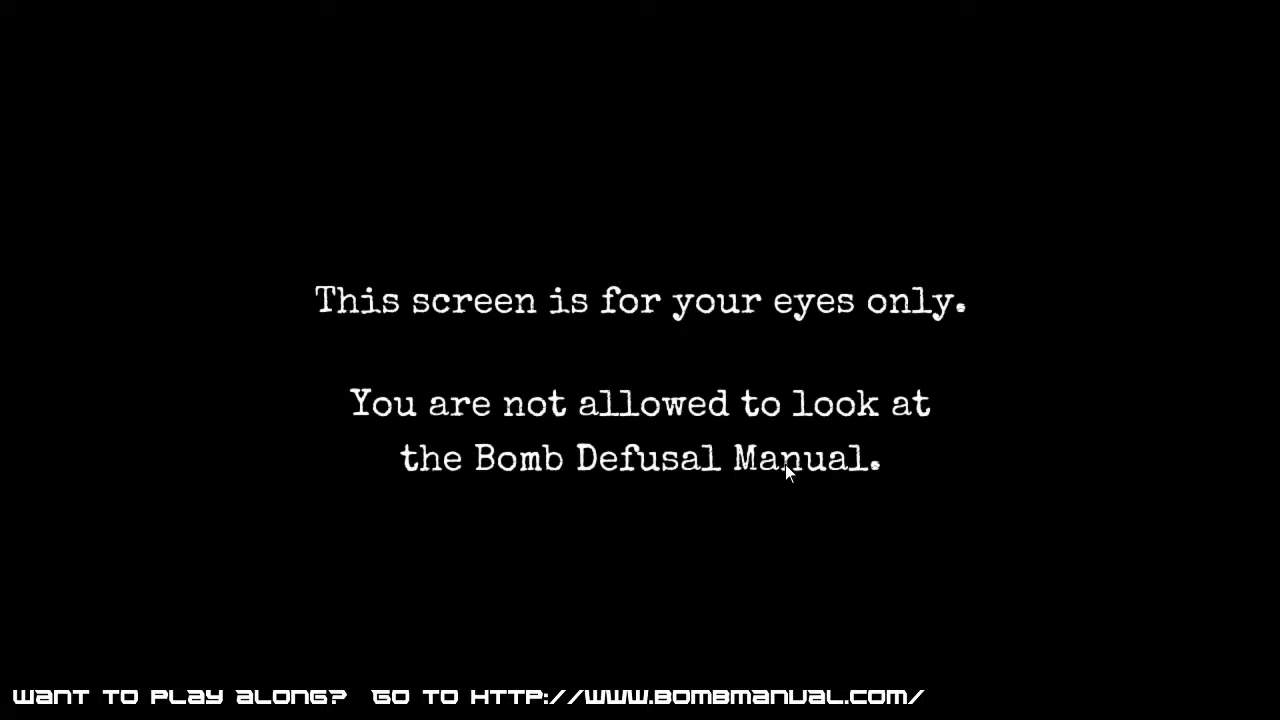 This screen is for your eyes only.
You are not allowed to look at
the Bomb Defusal Manual.
WANT TO PLAY ALONG? GO TO HTTP://WWW.BOMBMANUAL.COM/